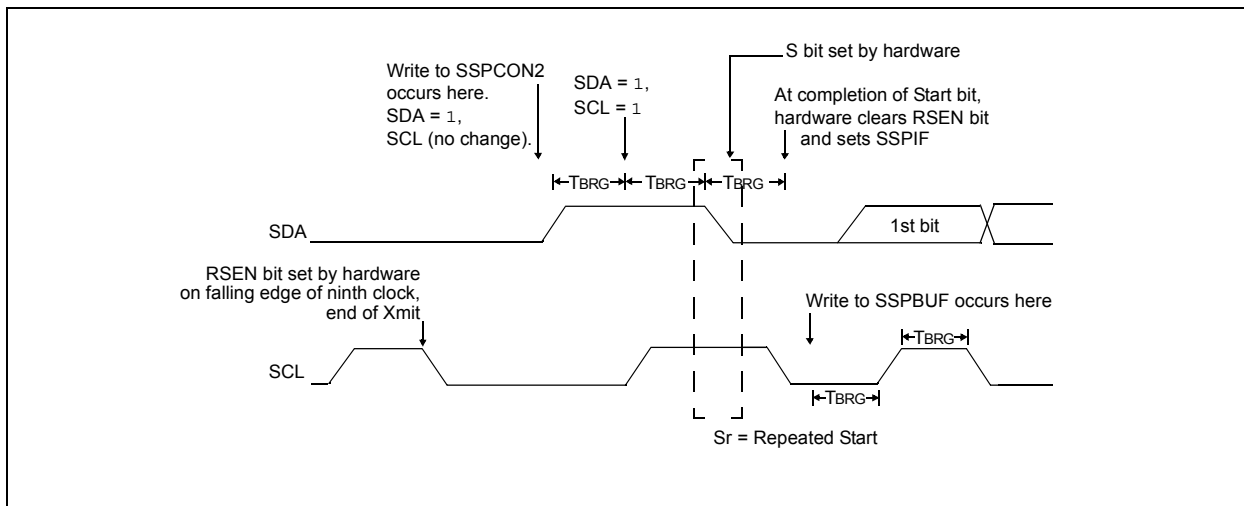 S bit set by hardware
Write to SSPCON2
occurs here.
SDA = 1,
SCL (no change).
SDA = 1,
SCL = 1
At completion of Start bit,
hardware clears RSEN bit
and sets SSPIF
TBRG
TBRG
TBRG
SDA
1st bit
RSEN bit set by hardware
on falling edge of ninth clock,
end of Xmit
Write to SSPBUF occurs here
TBRG
SCL
TBRG
Sr = Repeated Start